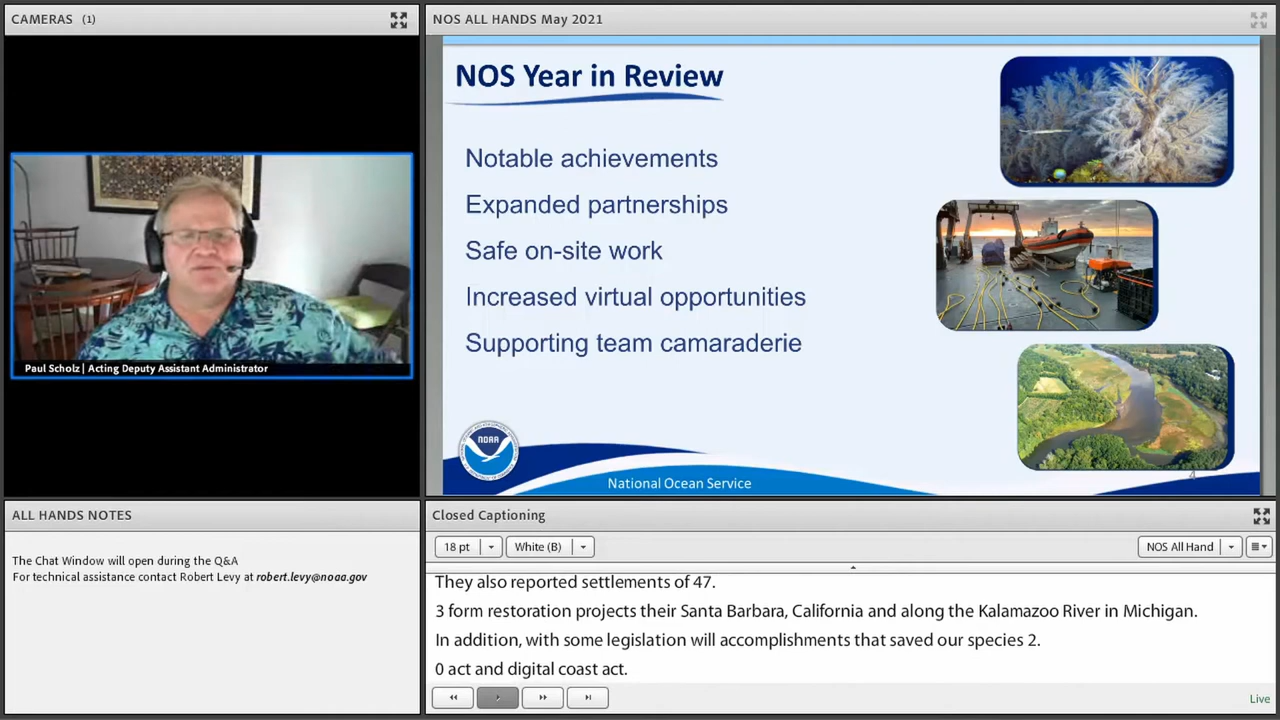 CAMERAS (1)
Paul Scholz | Acting Deputy Assistant Administrator
NOS ALL HANDS May 2021
NOS Year in Review
Notable achievements
Expanded partnerships
Safe on-site work
Increased virtual opportunities
Supporting team camaraderie
NOAA
National Ocean Service
4
ALL HANDS NOTES
The Chat Window will open during the Q&A
For technical assistance contact Robert Levy at robert.levy@noaa.gov
Closed Captioning
18 pt
White (B)
NOS All Hand
They also reported settlements of 47.
3 form restoration projects their Santa Barbara, California and along the Kalamazoo River in Michigan.
In addition, with some legislation will accomplishments that saved our species 2.
0 act and digital coast act.
Live